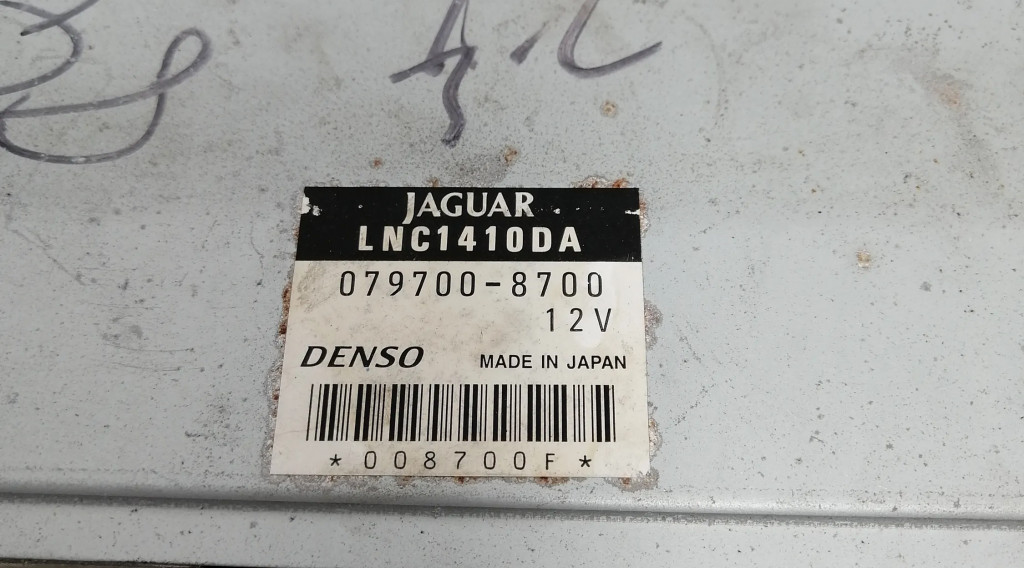 JAGUAR
LNC1410DA
079700-8700
12V
DENSO MADE IN JAPAN
*008700F*